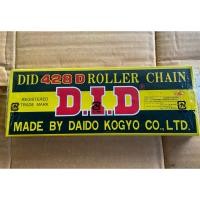 DID 428 D ROLLER CHAIN
REGISTERED
TRADE MARK
D.I.D
MADE BY DAIDO KOGYO CO., LTD.